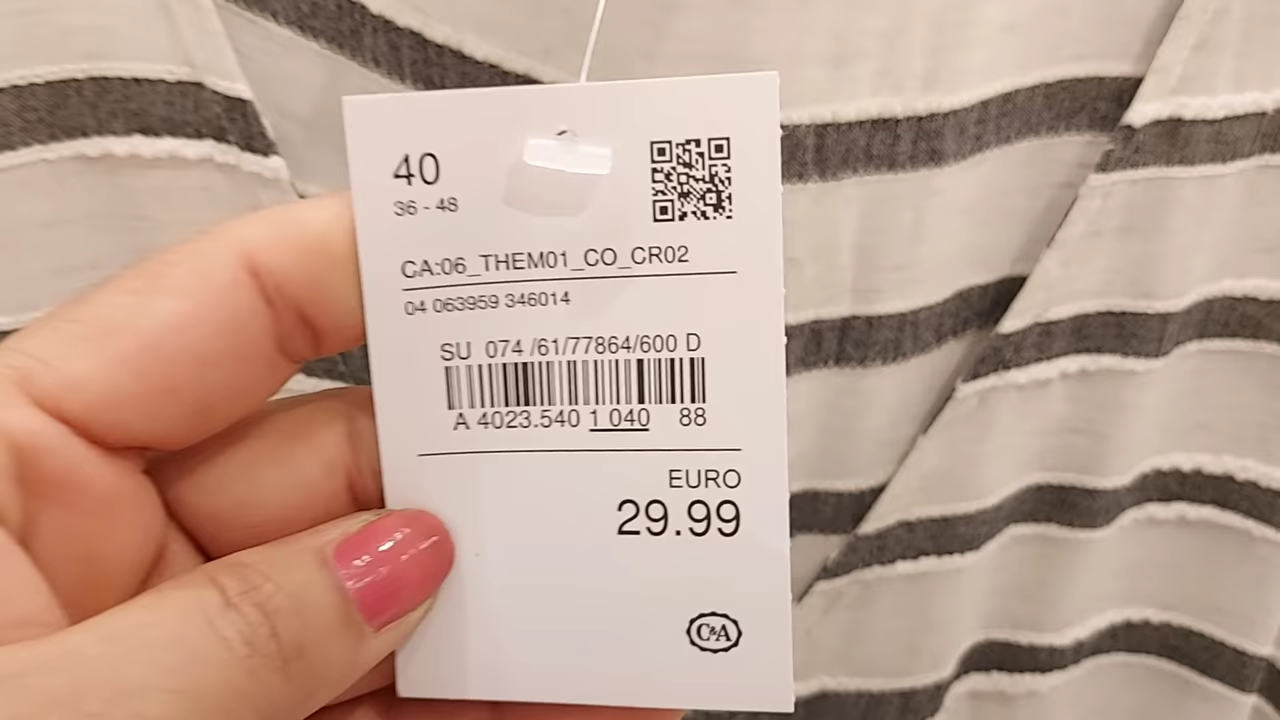 40
36 - 48
CA:06_THEM01_CO_CR02
04 063959 346014
SU 074 /61/77864/600 D
A 4023.540 1 040 88
EURO
29.99
C&A